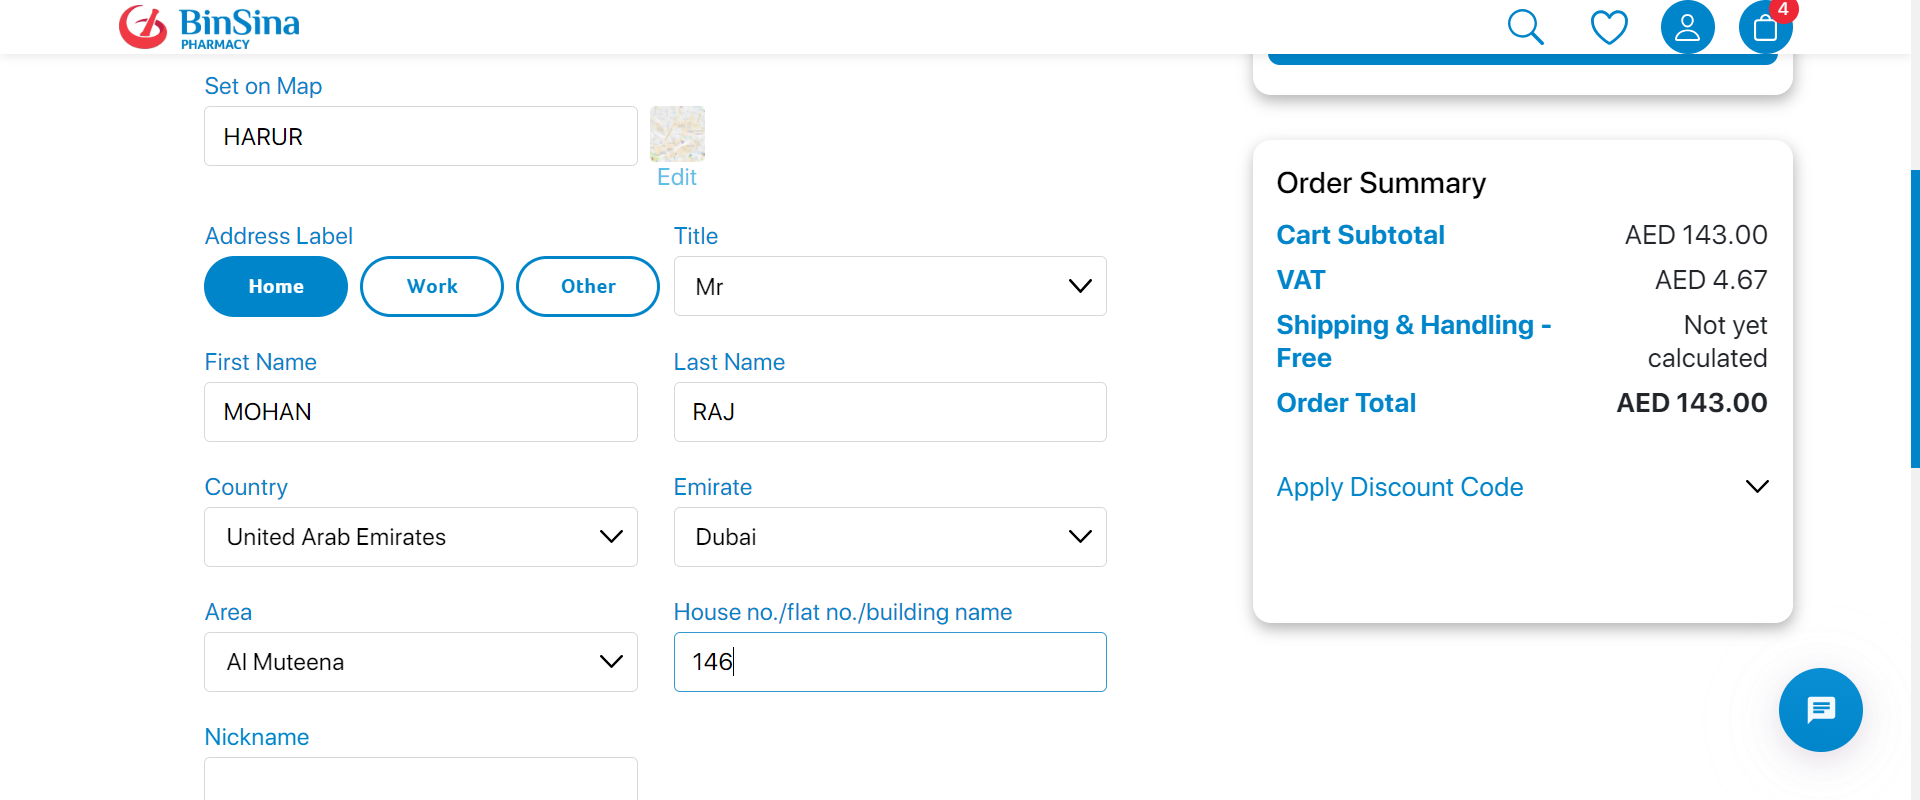 BinSina
PHARMACY
4
Set on Map
HARUR
Edit
Address Label
Home
Work
Other
Title
Mr
First Name
MOHAN
Last Name
RAJ
Country
United Arab Emirates
Emirate
Dubai
Area
Al Muteena
House no./flat no./building name
146
Nickname
Order Summary
Cart Subtotal AED 143.00
VAT AED 4.67
Shipping & Handling - Not yet
Free calculated
Order Total AED 143.00
Apply Discount Code